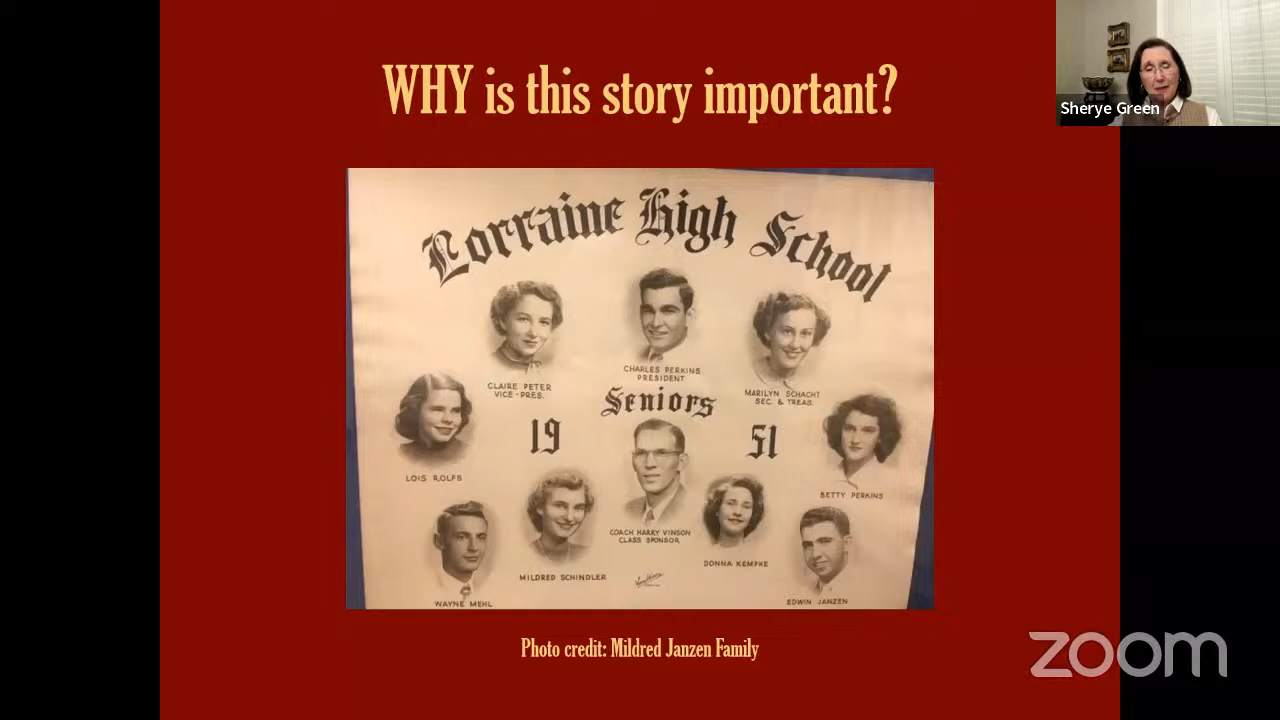 WHY is this story important?
Sherye Green
Lorraine High School
CLAIRE PETER
VICE-PRES.
CHARLES PERKINS
PRESIDENT
MARILYN SCHACHT
SEC. & TREAS.
Seniors
19 51
LOIS ROLFS
BETTY PERKINS
COACH HARRY VINSON
CLASS SPONSOR
MILDRED SCHINDLER
DONNA KEMPKE
WAYNE MEHL
EDWIN JANZEN
Photo credit: Mildred Janzen Family
zoom